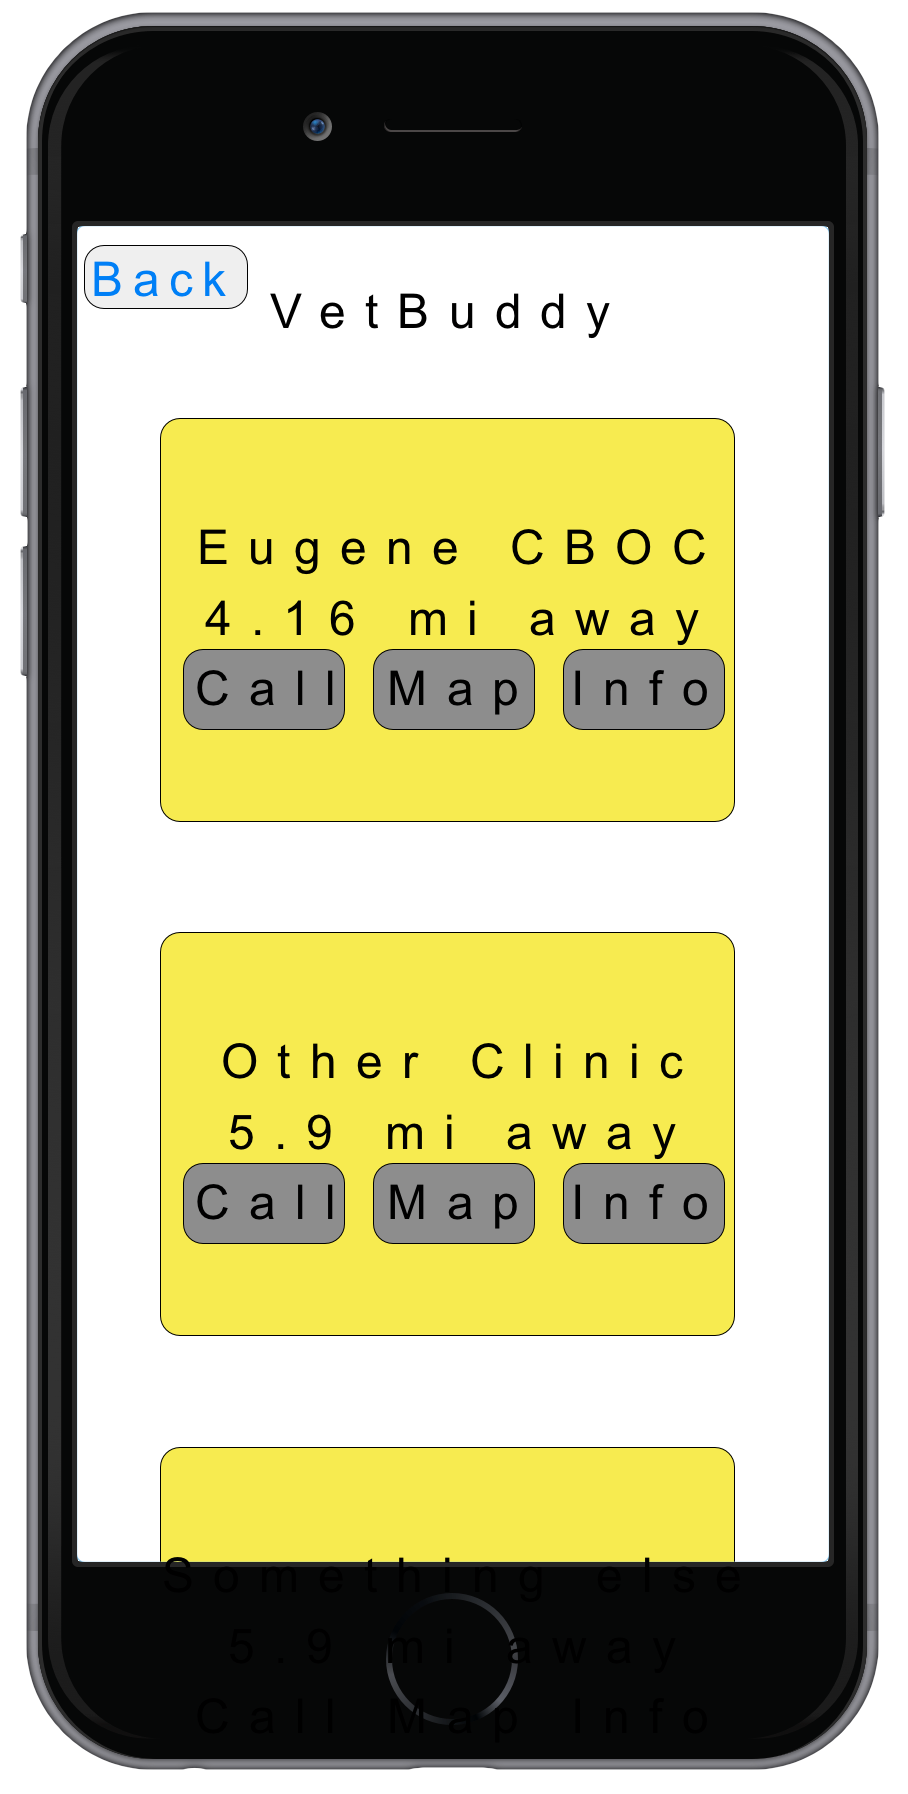 Back
VetBuddy
Eugene CBOC
4.16 mi away
Call Map Info
Other Clinic
5.9 mi away
Call Map Info
Something else
5.9 mi away
Call Map Info